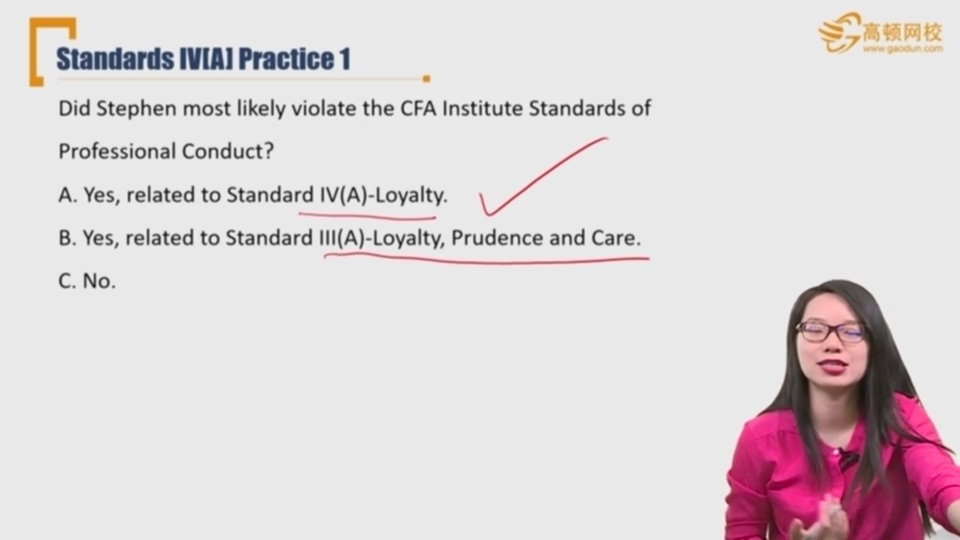 Standards IV[A] Practice 1
高顿网校
www.gaodun.com
Did Stephen most likely violate the CFA Institute Standards of
Professional Conduct?
A. Yes, related to Standard IV(A)-Loyalty.
B. Yes, related to Standard III(A)-Loyalty, Prudence and Care.
C. No.